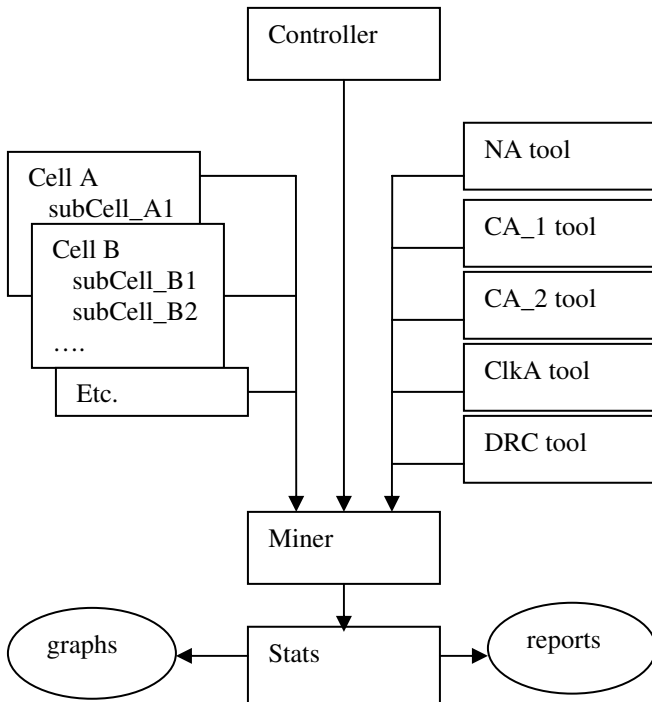 Controller
Cell A
subCell_A1
Cell B
subCell_B1
subCell_B2
….
Etc.
NA tool
CA_1 tool
CA_2 tool
ClkA tool
DRC tool
Miner
graphs
Stats
reports